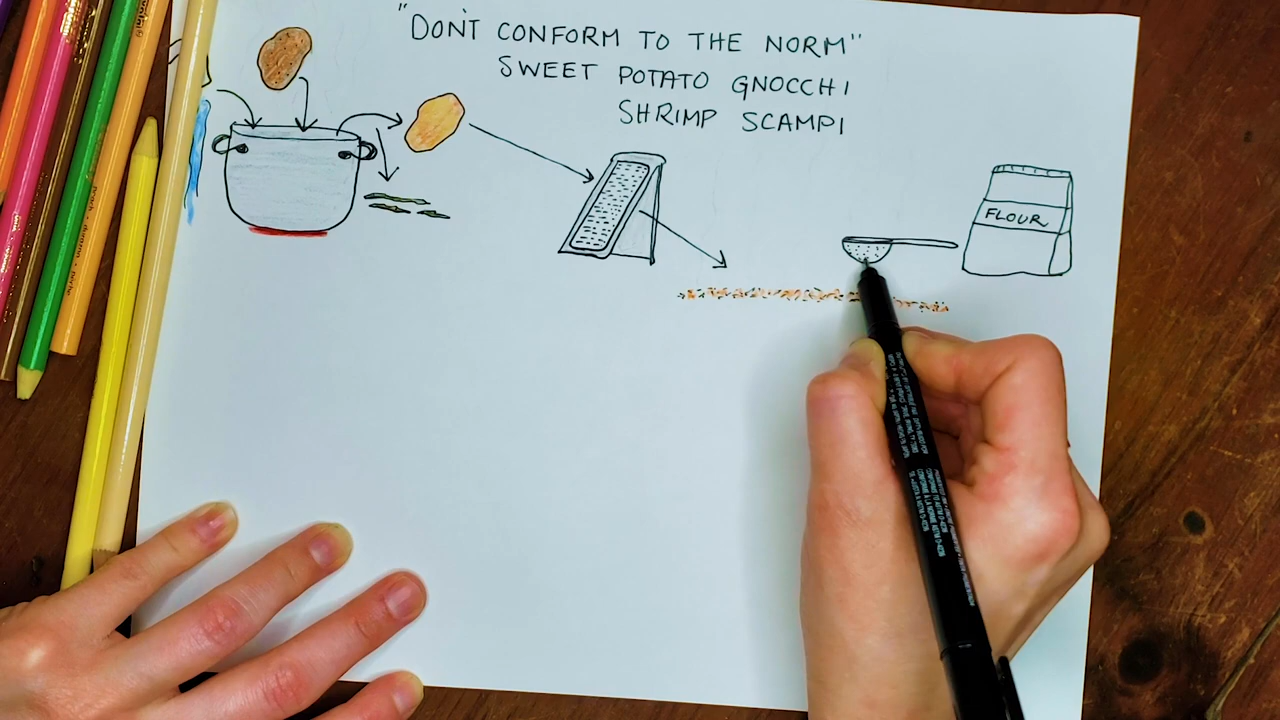 "DON'T CONFORM TO THE NORM"
SWEET POTATO GNOCCHI
SHRIMP SCAMPI
FLOUR